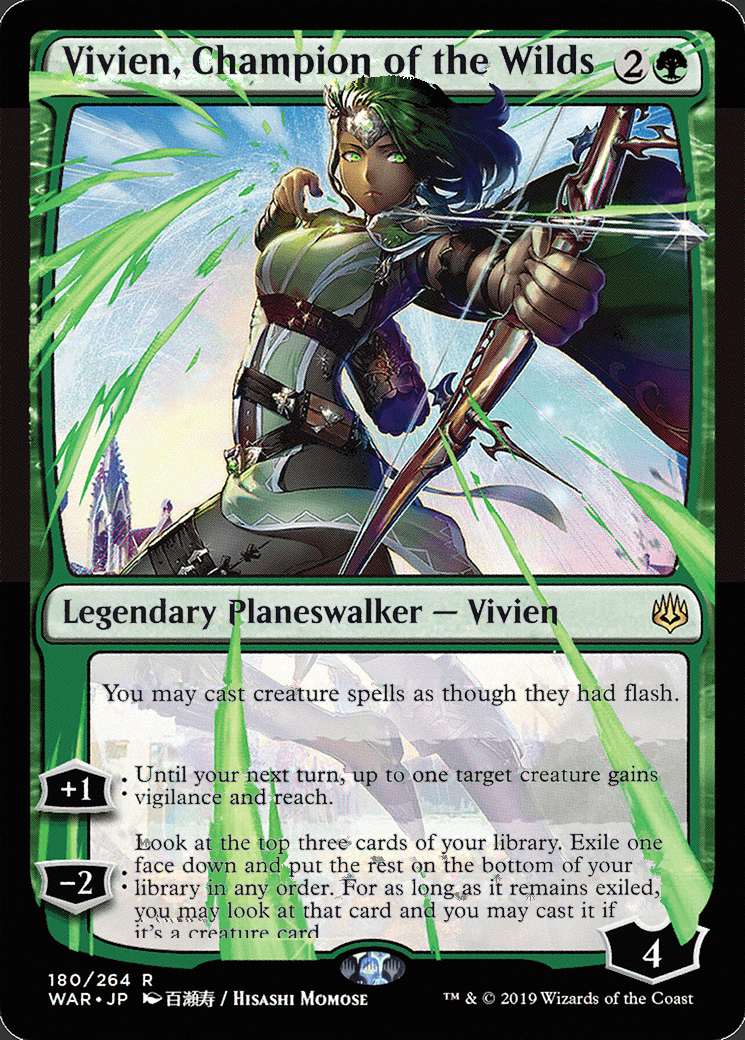 Vivien, Champion of the Wilds 2
Legendary Planeswalker — Vivien
You may cast creature spells as though they had flash.
+1: Until your next turn, up to one target creature gains
vigilance and reach.
−2: Look at the top three cards of your library. Exile one
face down and put the rest on the bottom of your
library in any order. For as long as it remains exiled,
you may look at that card and you may cast it if
it's a creature card
4
180/264 R
WAR • JP 百瀬寿 / Hisashi Momose
™ & © 2019 Wizards of the Coast